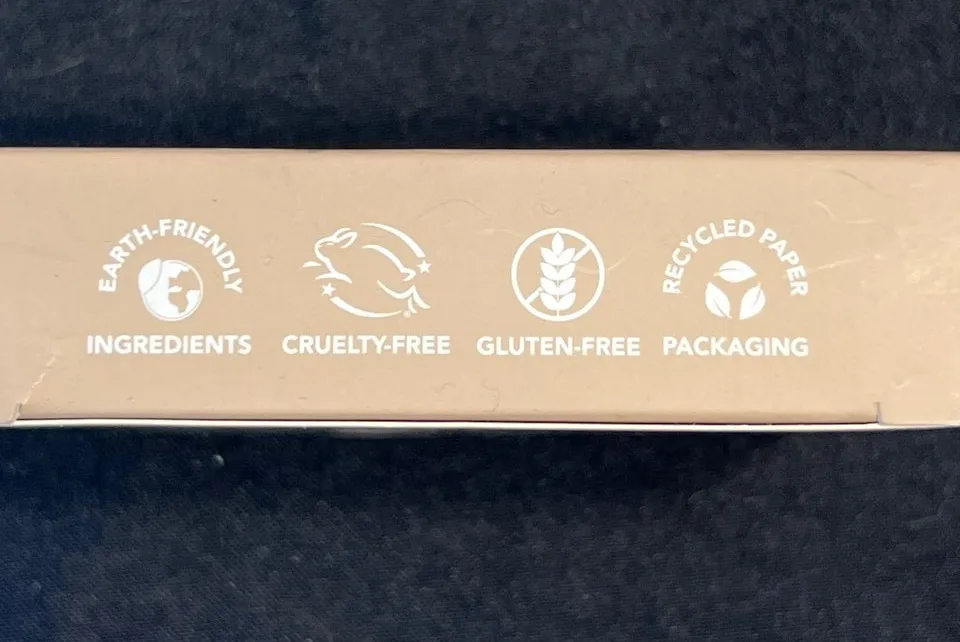 EARTH-FRIENDLY
INGREDIENTS
CRUELTY-FREE
GLUTEN-FREE
RECYCLED PAPER
PACKAGING